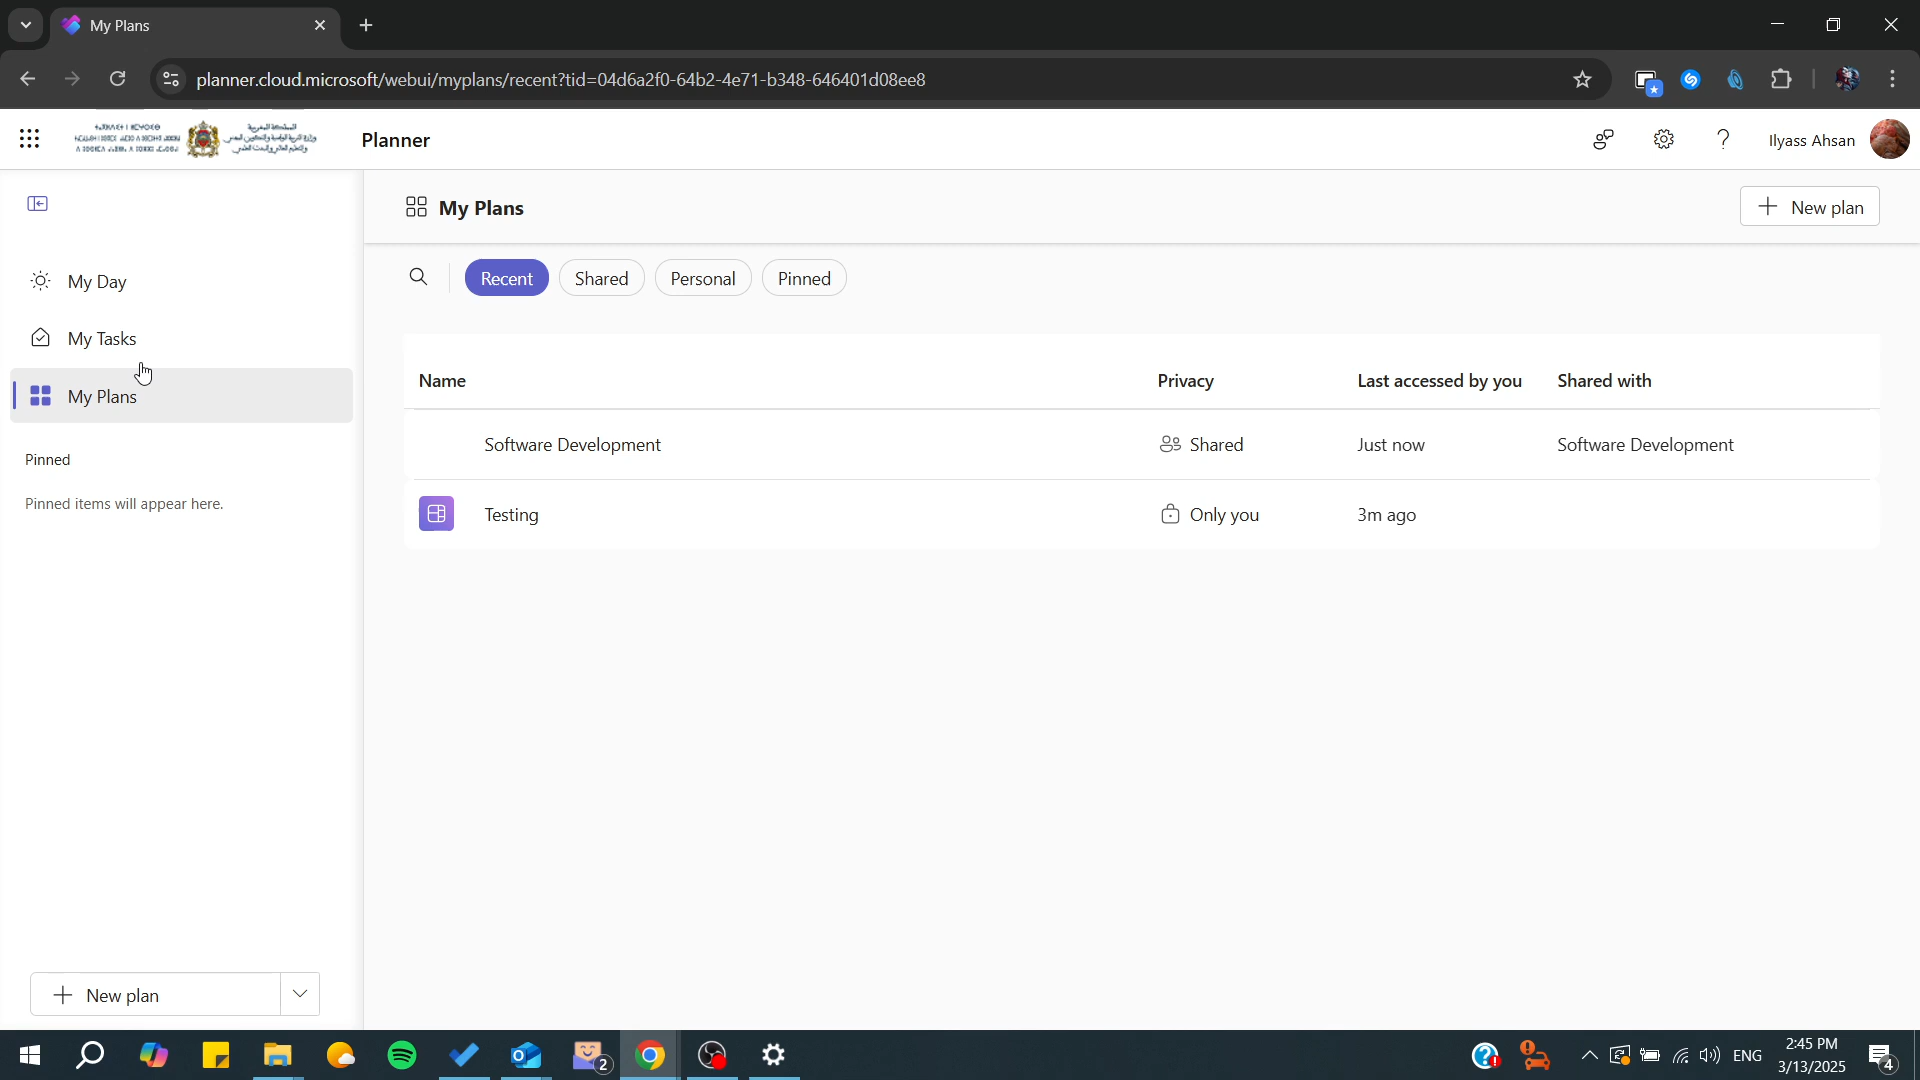 My Plans
planner.cloud.microsoft/webui/myplans/recent?tid=04d6a2f0-64b2-4e71-b348-646401d08ee8
Planner
Ilyass Ahsan
My Plans
New plan
My Day
Recent
Shared
Personal
Pinned
My Tasks
My Plans
Name
Privacy
Last accessed by you
Shared with
Software Development
Shared
Just now
Software Development
Pinned
Pinned items will appear here.
Testing
Only you
3m ago
New plan
2
ENG
2:45 PM
3/13/2025
4